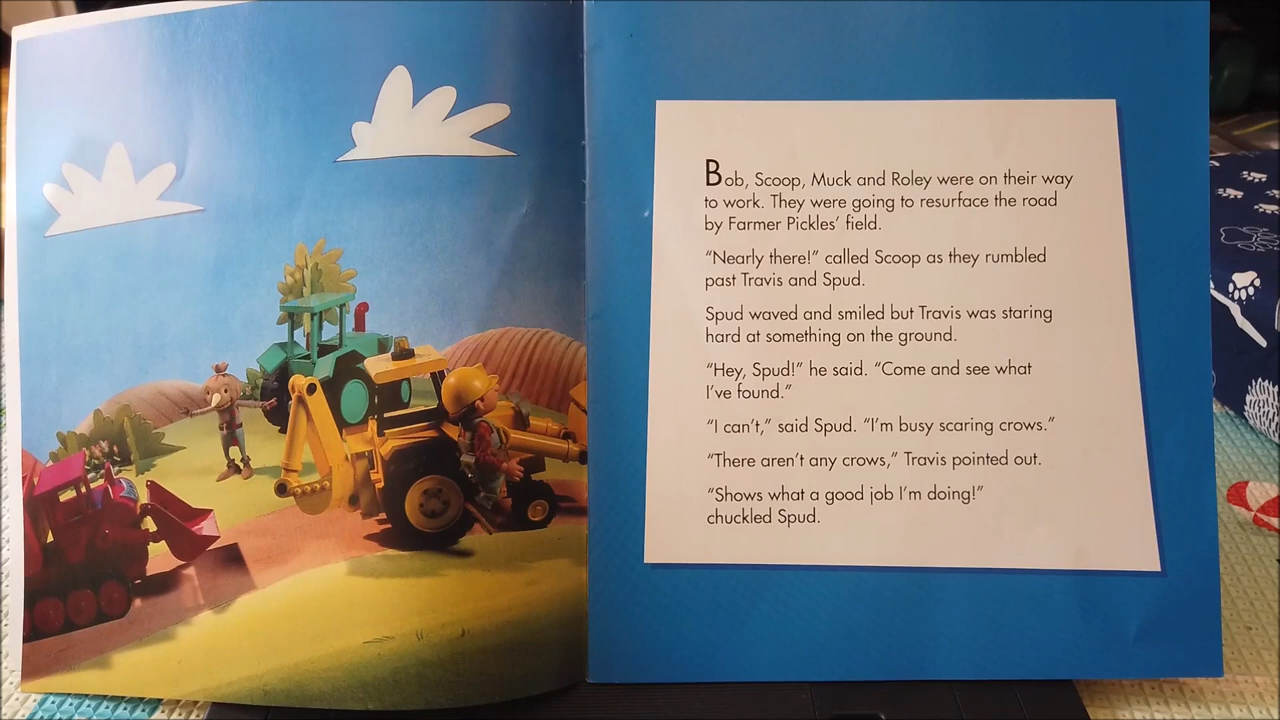 Bob, Scoop, Muck and Roley were on their way
to work. They were going to resurface the road
by Farmer Pickles’ field.
“Nearly there!” called Scoop as they rumbled
past Travis and Spud.
Spud waved and smiled but Travis was staring
hard at something on the ground.
“Hey, Spud!” he said. “Come and see what
I’ve found.”
“I can’t,” said Spud. “I’m busy scaring crows.”
“There aren’t any crows,” Travis pointed out.
“Shows what a good job I’m doing!”
chuckled Spud.